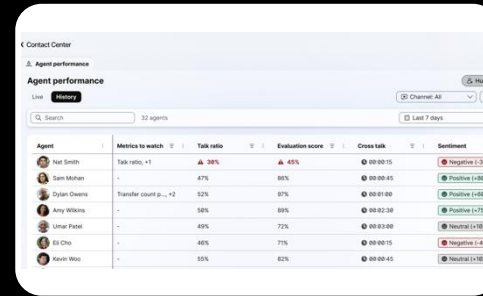 Contact Center
Agent performance
Agent performance
Live History Channel: All
Search 32 agents Last 7 days
Agent Metrics to watch Talk ratio Evaluation score Cross talk Sentiment
Nat Smith Talk ratio, +1 38% 45% 00:00:15 Negative
Sam Mohan - 47% 86% 00:00:45 Positive
Dylan Owens Transfer count p..., +2 52% 97% 00:01:00 Positive
Amy Wilkins - 50% 89% 00:02:30 Positive
Umar Patel - 49% 72% 00:03:00 Neutral
Eli Cho - 46% 71% 00:00:15 Negative
Kevin Woo - 55% 82% 00:00:45 Neutral